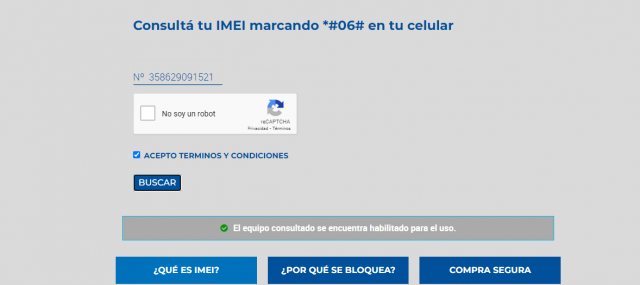 Consultá tu IMEI marcando *#06# en tu celular
Nº 358629091521
No soy un robot
reCAPTCHA
Privacidad - Términos
ACEPTO TERMINOS Y CONDICIONES
BUSCAR
El equipo consultado se encuentra habilitado para el uso.
¿QUÉ ES IMEI? ¿POR QUÉ SE BLOQUEA? COMPRA SEGURA